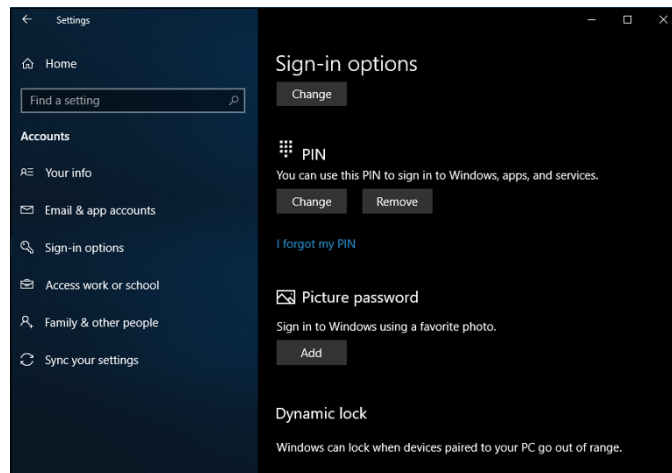 Settings
Home
Find a setting
Accounts
Your info
Email & app accounts
Sign-in options
Access work or school
Family & other people
Sync your settings
Sign-in options
Change
PIN
You can use this PIN to sign in to Windows, apps, and services.
Change Remove
I forgot my PIN
Picture password
Sign in to Windows using a favorite photo.
Add
Dynamic lock
Windows can lock when devices paired to your PC go out of range.